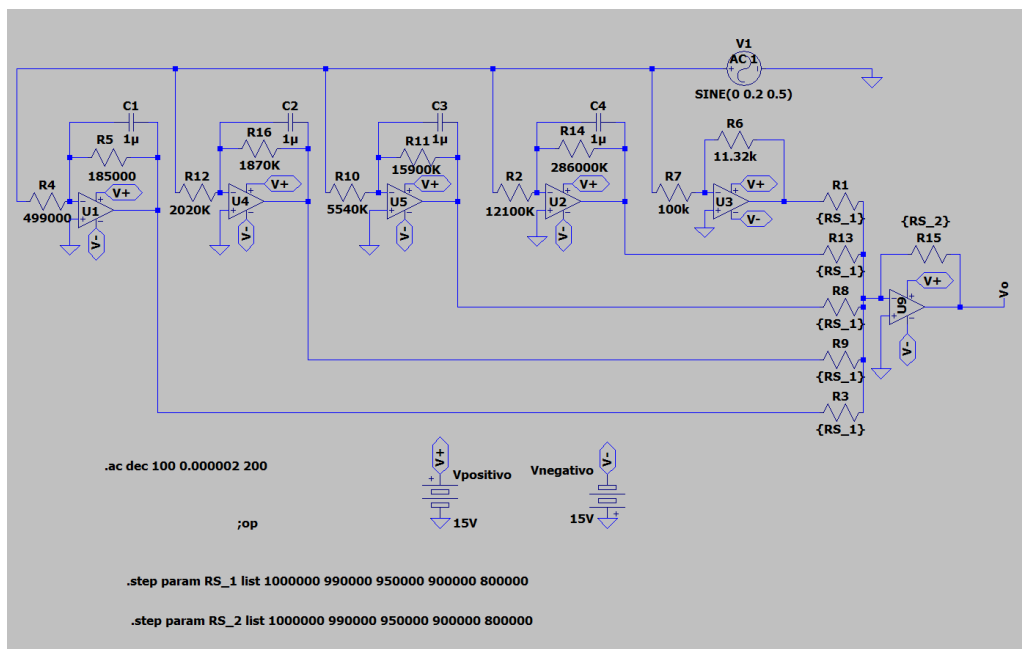 V1
AC 1
SINE(0 0.2 0.5)
C1
1µ
R5
185000
R4
499000
U1
V+
V-
C2
1µ
R16
1870K
R12
2020K
U4
V+
V-
C3
1µ
R11
15900K
R10
5540K
U5
V+
V-
C4
1µ
R14
286000K
R2
12100K
U2
V+
V-
R6
11.32k
R7
100k
U3
V+
V-
R1
{RS_1}
R13
{RS_1}
R8
{RS_1}
R9
{RS_1}
R3
{RS_1}
{RS_2}
R15
U9
V+
V-
Vo
.ac dec 100 0.000002 200
;op
V+
Vpositivo
15V
V-
Vnegativo
15V
.step param RS_1 list 1000000 990000 950000 900000 800000
.step param RS_2 list 1000000 990000 950000 900000 800000